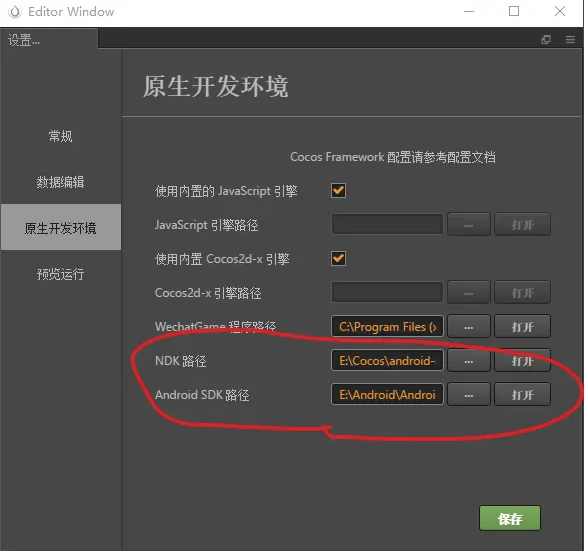 Editor Window
设置...
原生开发环境
常规
数据编辑
原生开发环境
预览运行
Cocos Framework 配置请参考配置文档
使用内置的 JavaScript 引擎
JavaScript 引擎路径 ... 打开
使用内置 Cocos2d-x 引擎
Cocos2d-x 引擎路径 ... 打开
WechatGame 程序路径 C:\Program Files (x ... 打开
NDK 路径 E:\Cocos\android- ... 打开
Android SDK 路径 E:\Android\Androi ... 打开
保存